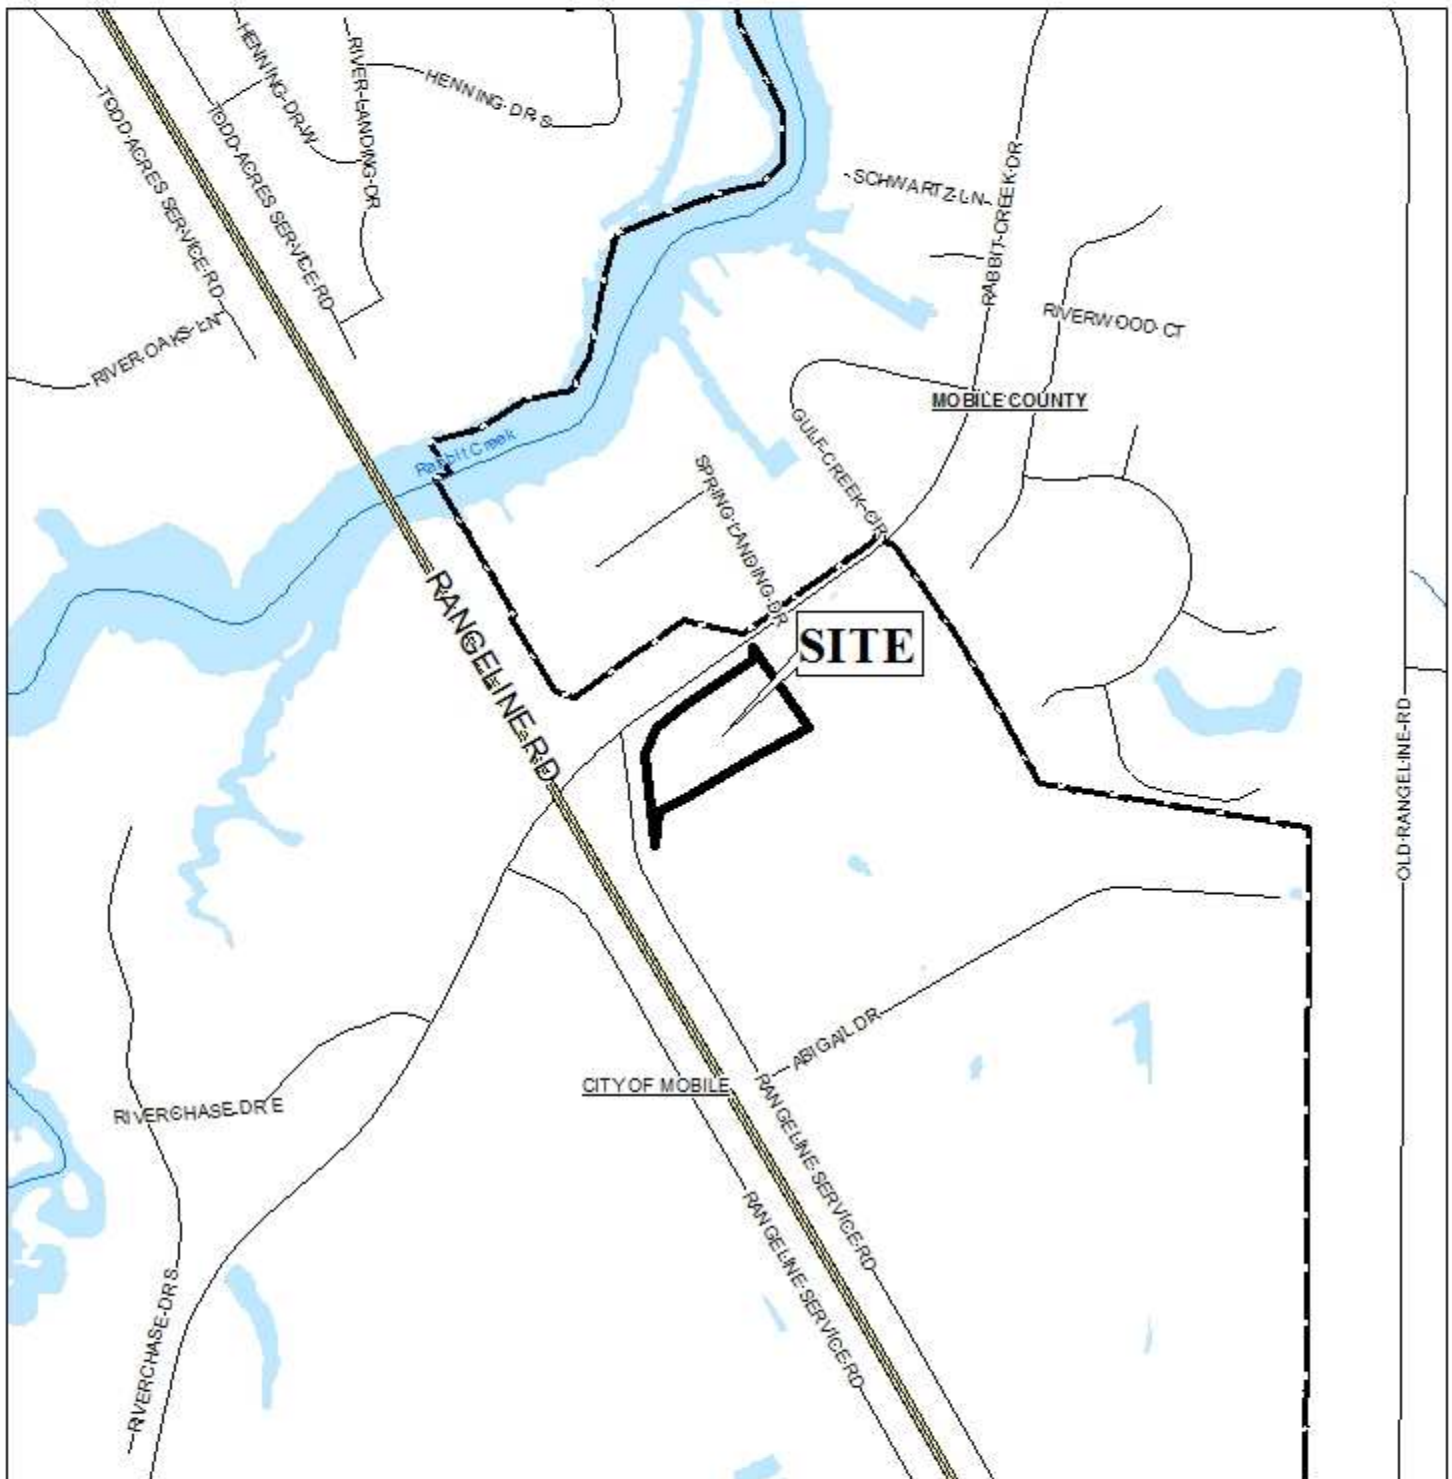 HENNING DR W
RIVER LANDING DR
HENNING DR S
TODD ACRES SERVICE RD
TODD ACRES SERVICE RD
SCHWARTZ LN
RABBIT CREEK DR
RIVERWOOD CT
RIVER OAKS LN
MOBILE COUNTY
GULF CREEK CIR
Rabbit Creek
SPRING LANDING DR
RANGELINE RD
SITE
OLD RANGELINE RD
ABIGAIL DR
CITY OF MOBILE
RIVERCHASE DR E
RANGELINE SERVICE RD
RANGELINE SERVICE RD
RIVERCHASE DR S